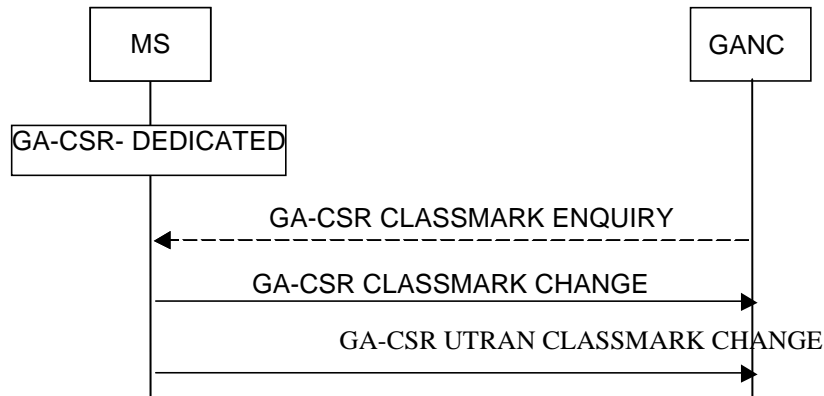 MS
GANC
GA-CSR- DEDICATED
GA-CSR CLASSMARK ENQUIRY
GA-CSR CLASSMARK CHANGE
GA-CSR UTRAN CLASSMARK CHANGE